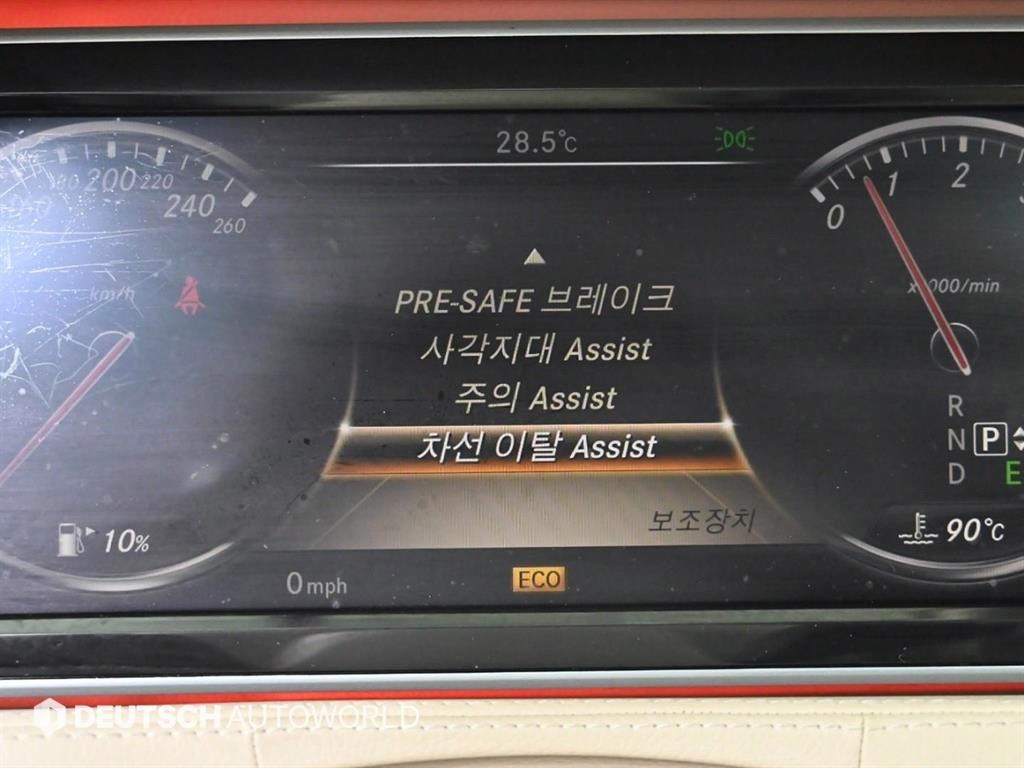 28.5℃
200
220
240
260
km/h
0
1
2
x1000/min
PRE-SAFE 브레이크
사각지대 Assist
주의 Assist
차선 이탈 Assist
보조장치
R
N P
D E
10%
90℃
0 mph
ECO
DEUTSCH AUTOWORLD